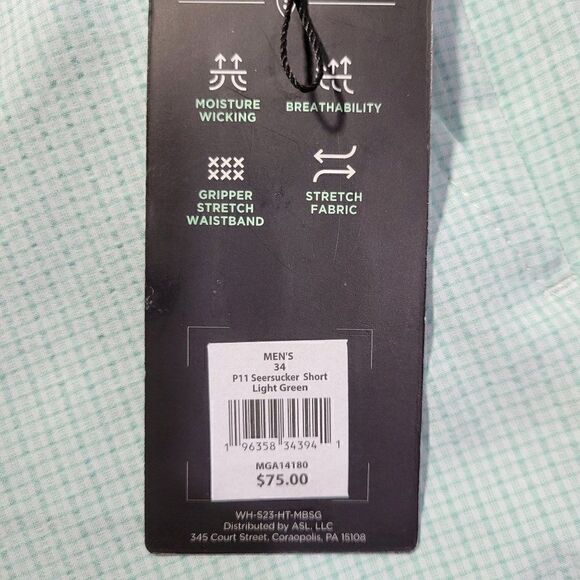 MOISTURE
WICKING
BREATHABILITY
GRIPPER
STRETCH
WAISTBAND
STRETCH
FABRIC
MEN'S
34
P11 Seersucker Short
Light Green
1 96358 34394 1
MGA14180
$75.00
WH-S23-HT-MBSG
Distributed by ASL, LLC
345 Court Street, Coraopolis, PA 15108